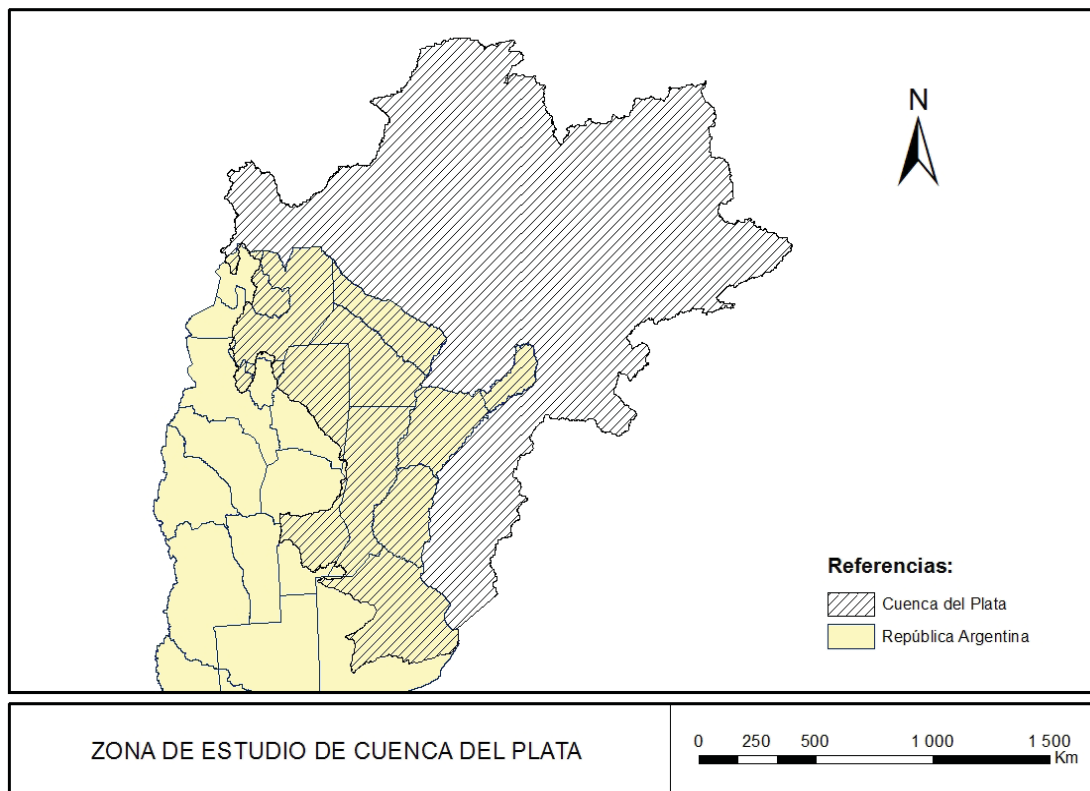 N
Referencias:
Cuenca del Plata
República Argentina
ZONA DE ESTUDIO DE CUENCA DEL PLATA
0 250 500 1 000 1 500
Km